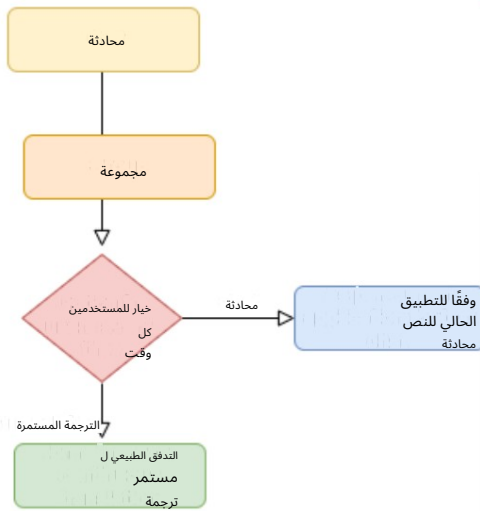 محادثة
مجموعة
خيار للمستخدمين
كل
وقت
محادثة
وفقًا للتطبيق
الحالي للنص
محادثة
الترجمة المستمرة
التدفق الطبيعي ل
مستمر
ترجمة